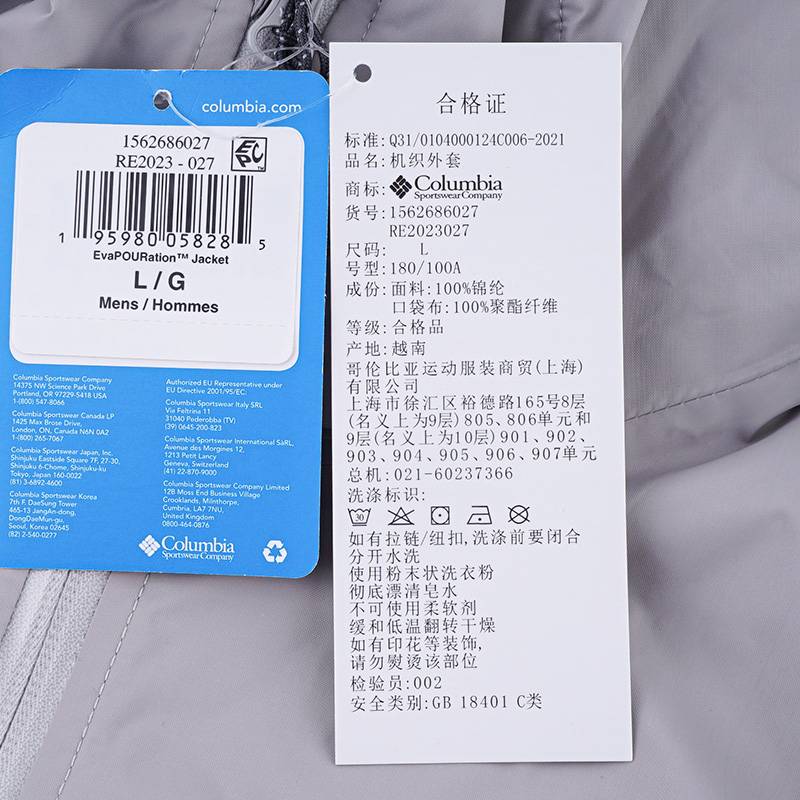 columbia.com
1562686027
RE2023 - 027
EPC
1 95980 05828 5
EvaPOURation™ Jacket
L / G
Mens / Hommes
Columbia Sportswear Company
14375 NW Science Park Drive
Portland, OR 97229-5418 USA
1-(800) 547-8066
Columbia Sportswear Canada LP
1425 Max Brose Drive,
London, ON, Canada N6N 0A2
1-(800) 265-7067
Columbia Sportswear Japan, Inc.
Shinjuku Eastside Square 7F, 27-30,
Shinjuku 6-Chome, Shinjuku-ku
Tokyo, Japan 160-0022
(81) 3-6892-4600
Columbia Sportswear Korea
7th F. DaeSung Tower
465-13 JangAn-dong,
DongDaeMun-gu,
Seoul, Korea 02645
(82) 2-540-0277
Authorized EU Representative under
EU Directive 2001/95/EC:
Columbia Sportswear Italy SRL
Via Feltrina 11
31040 Pederobba (TV)
(39) 0645-200-823
Columbia Sportswear International SàRL,
Avenue des Morgines 12,
1213 Petit Lancy
Geneva, Switzerland
(41) 22-870-9000
Columbia Sportswear Company Limited
12B Moss End Business Village
Crooklands, Milnthorpe,
Cumbria, LA7 7NU,
United Kingdom
0800-464-0876
Columbia
Sportswear Company
合格证
标准: Q31/0104000124C006-2021
品名: 机织外套
商标: Columbia
Sportswear Company
货号: 1562686027
RE2023027
尺码: L
号型: 180/100A
成份: 面料: 100%锦纶
口袋布: 100%聚酯纤维
等级: 合格品
产地: 越南
哥伦比亚运动服装商贸(上海)
有限公司
上海市徐汇区裕德路165号8层
(名义上为9层)805、806单元和
9层(名义上为10层) 901、902、
903、904、905、906、907单元
总机: 021-60237366
洗涤标识:
30
如有拉链/纽扣,洗涤前要闭合
分开水洗
使用粉末状洗衣粉
彻底漂清皂水
不可使用柔软剂
缓和低温翻转干燥
如有印花等装饰,
请勿熨烫该部位
检验员: 002
安全类别: GB 18401 C类